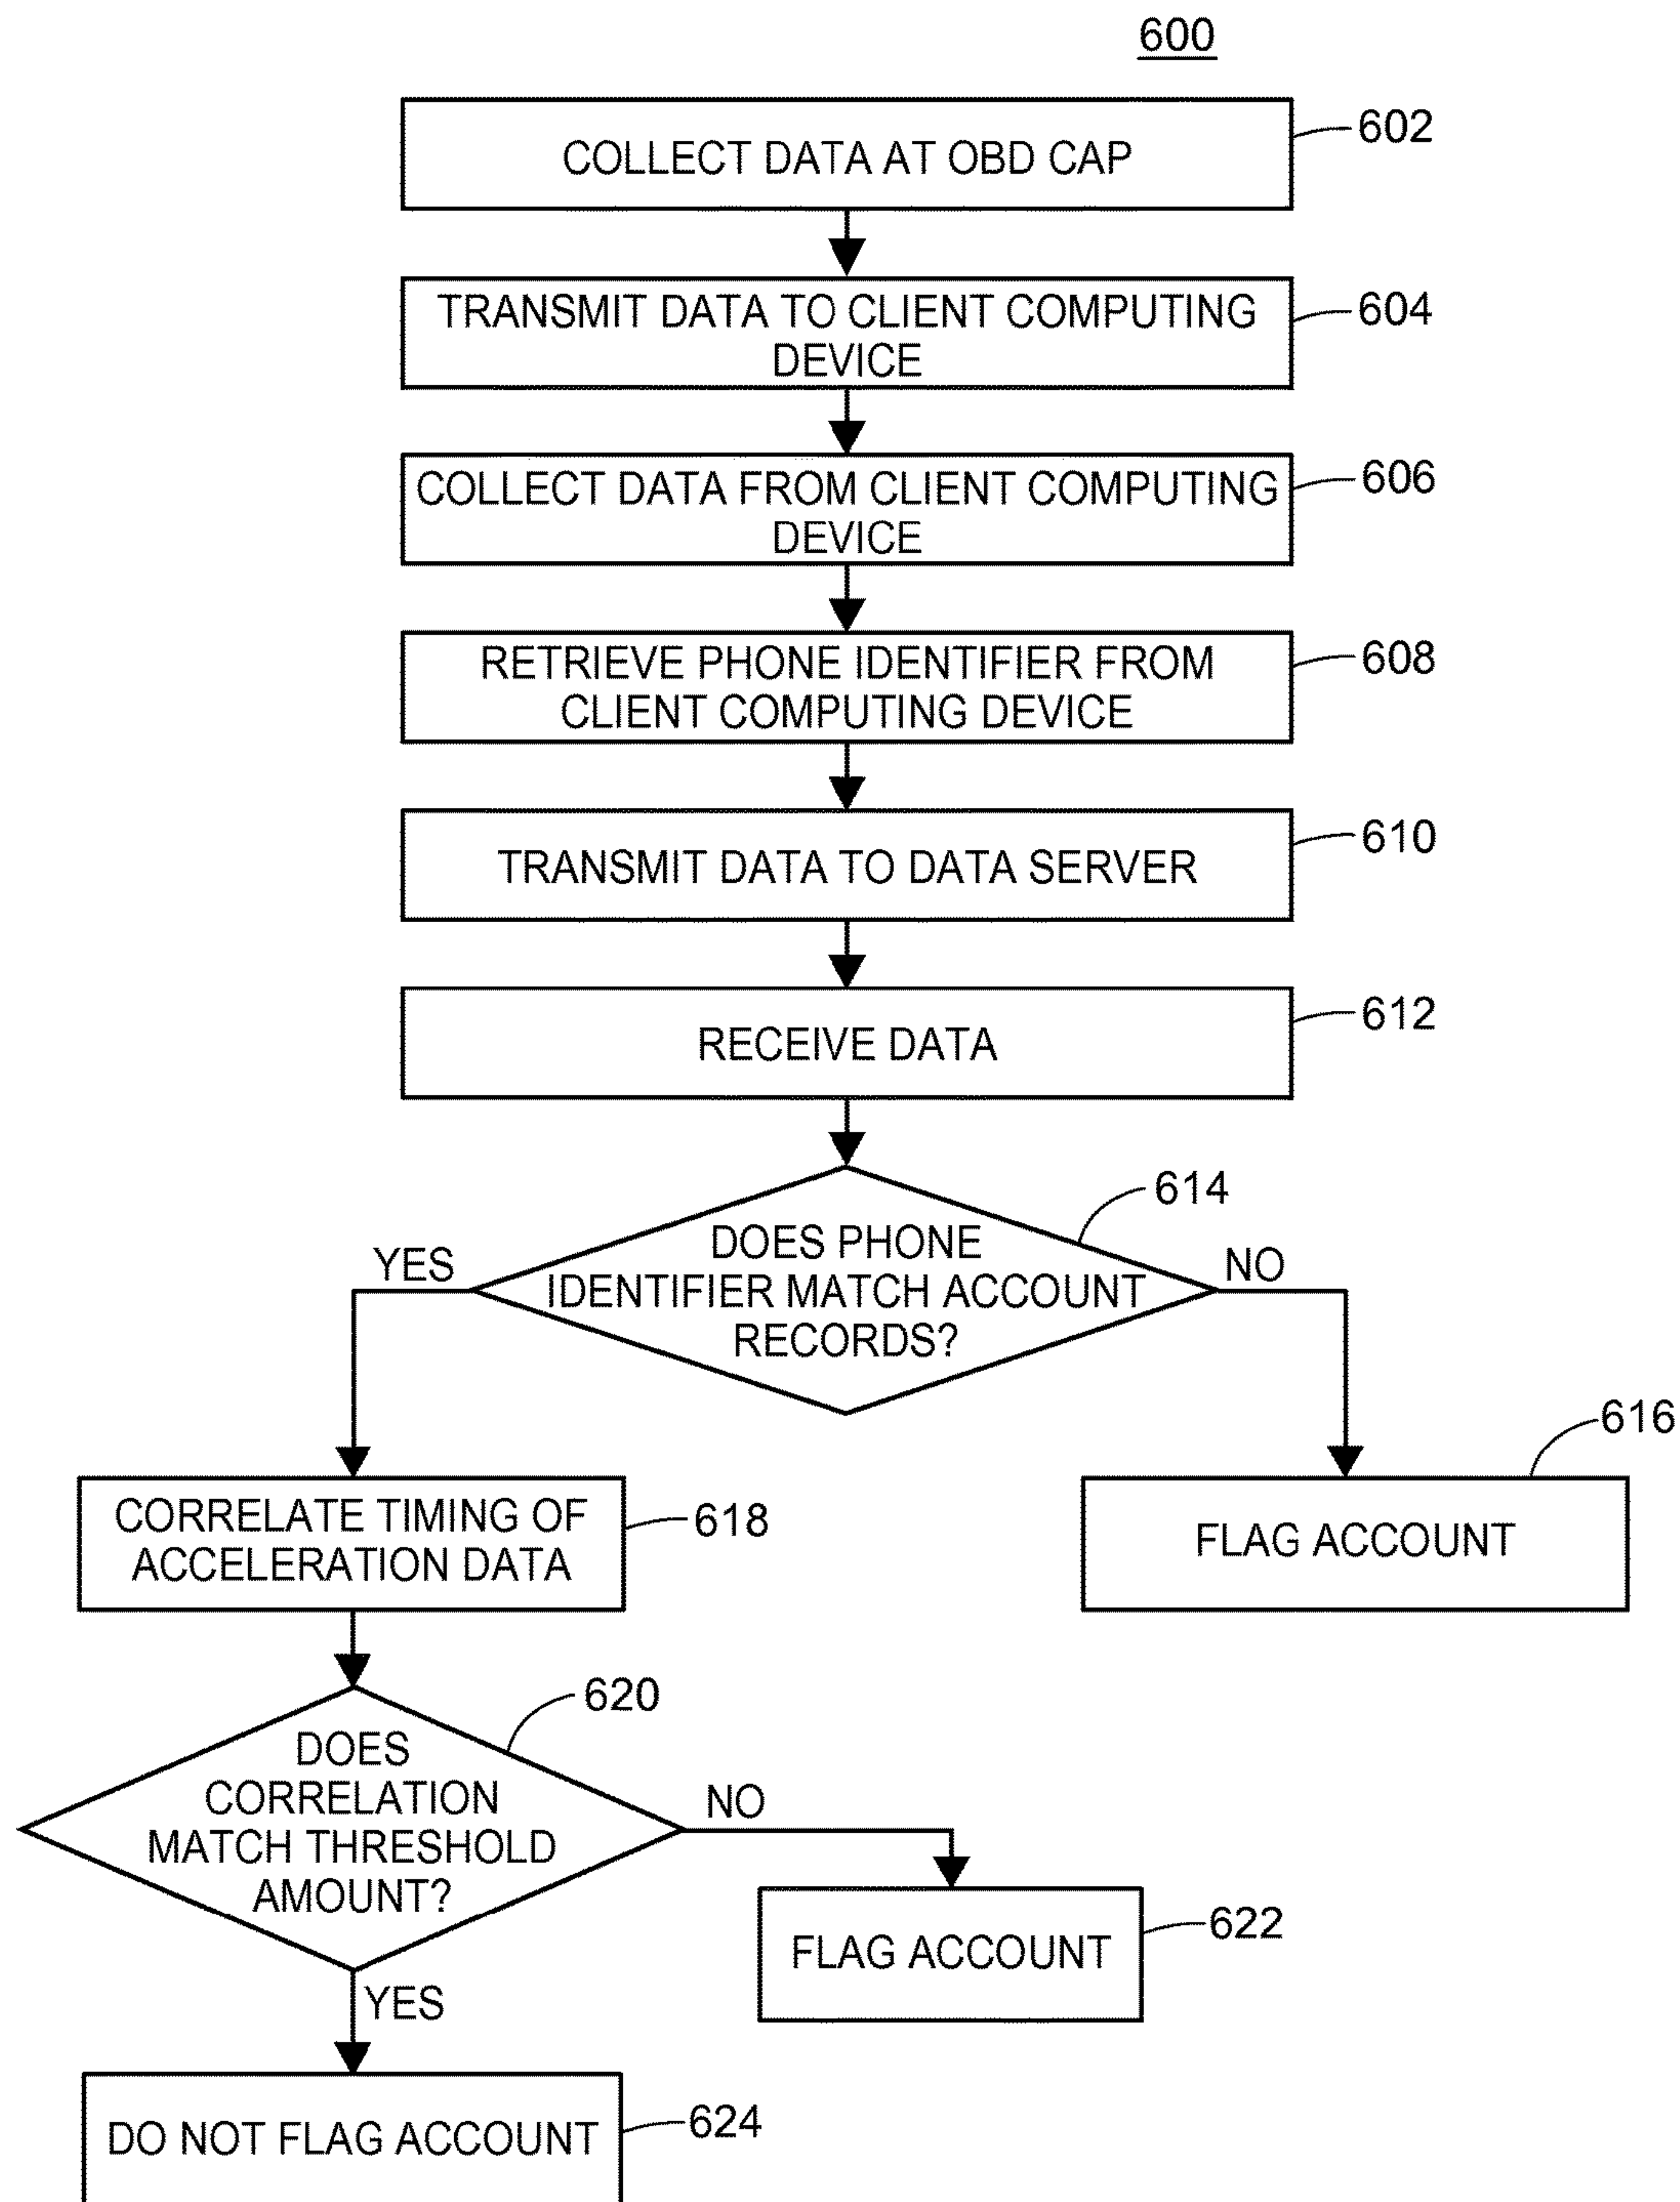 600
COLLECT DATA AT OBD CAP
602
TRANSMIT DATA TO CLIENT COMPUTING
DEVICE
604
COLLECT DATA FROM CLIENT COMPUTING
DEVICE
606
RETRIEVE PHONE IDENTIFIER FROM
CLIENT COMPUTING DEVICE
608
TRANSMIT DATA TO DATA SERVER
610
RECEIVE DATA
612
DOES PHONE
IDENTIFIER MATCH ACCOUNT
RECORDS?
614
YES
NO
CORRELATE TIMING OF
ACCELERATION DATA
618
FLAG ACCOUNT
616
DOES
CORRELATION
MATCH THRESHOLD
AMOUNT?
620
NO
FLAG ACCOUNT
622
YES
DO NOT FLAG ACCOUNT
624